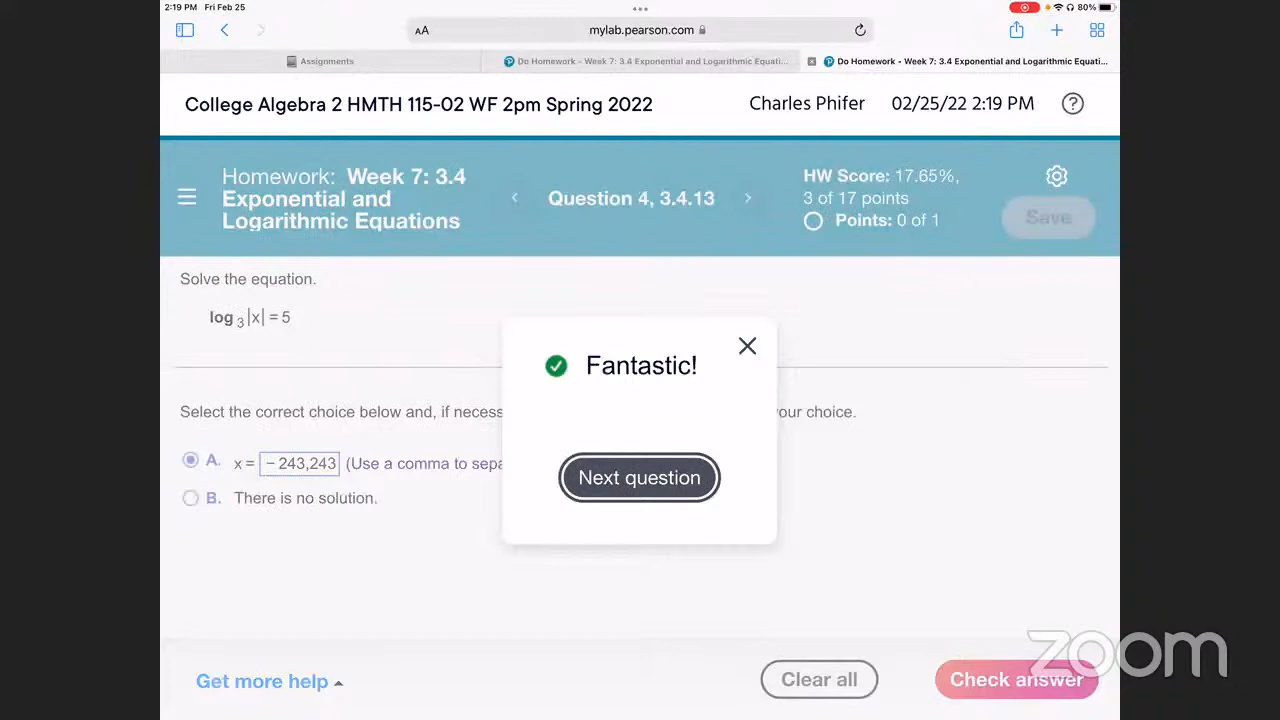 2:19 PM Fri Feb 25
80%
AA
mylab.pearson.com
Assignments
Do Homework - Week 7: 3.4 Exponential and Logarithmic Equati...
Do Homework - Week 7: 3.4 Exponential and Logarithmic Equati...
College Algebra 2 HMTH 115-02 WF 2pm Spring 2022
Charles Phifer
02/25/22 2:19 PM
?
Homework: Week 7: 3.4
Exponential and
Logarithmic Equations
Question 4, 3.4.13
HW Score: 17.65%,
3 of 17 points
Points: 0 of 1
Save
Solve the equation.
log 3 |x| = 5
Fantastic!
Next question
Select the correct choice below and, if necess
our choice.
A. x = − 243,243 (Use a comma to sepa
B. There is no solution.
Get more help
Clear all
Check answer
zoom